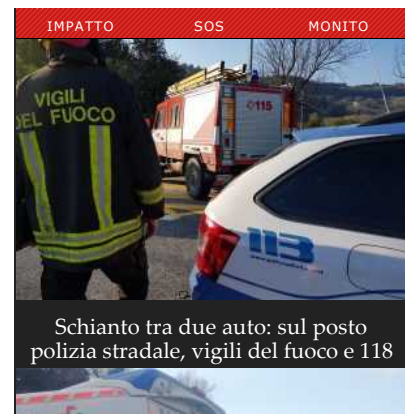 IMPATTO SOS MONITO
VIGILI
DEL FUOCO
115
113
Schianto tra due auto: sul posto
polizia stradale, vigili del fuoco e 118